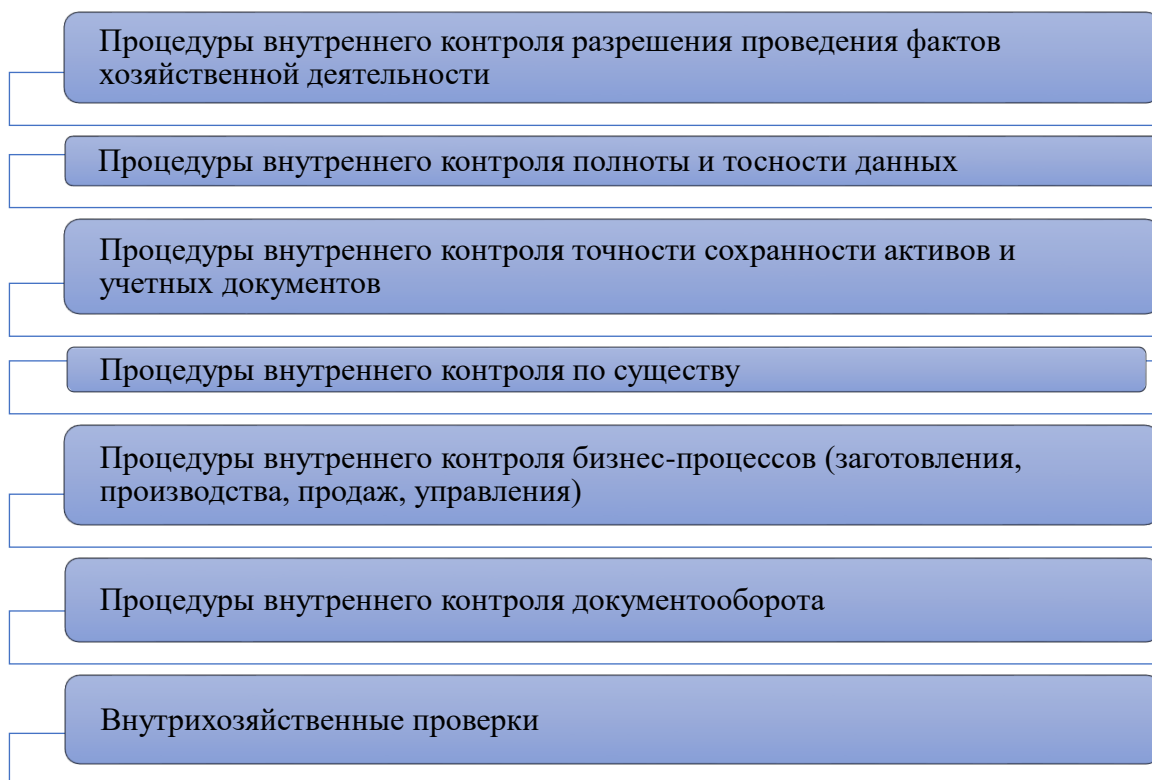 Процедуры внутреннего контроля разрешения проведения фактов
хозяйственной деятельности
Процедуры внутреннего контроля полноты и тосности данных
Процедуры внутреннего контроля точности сохранности активов и
учетных документов
Процедуры внутреннего контроля по существу
Процедуры внутреннего контроля бизнес-процессов (заготовления,
производства, продаж, управления)
Процедуры внутреннего контроля документооборота
Внутрихозяйственные проверки